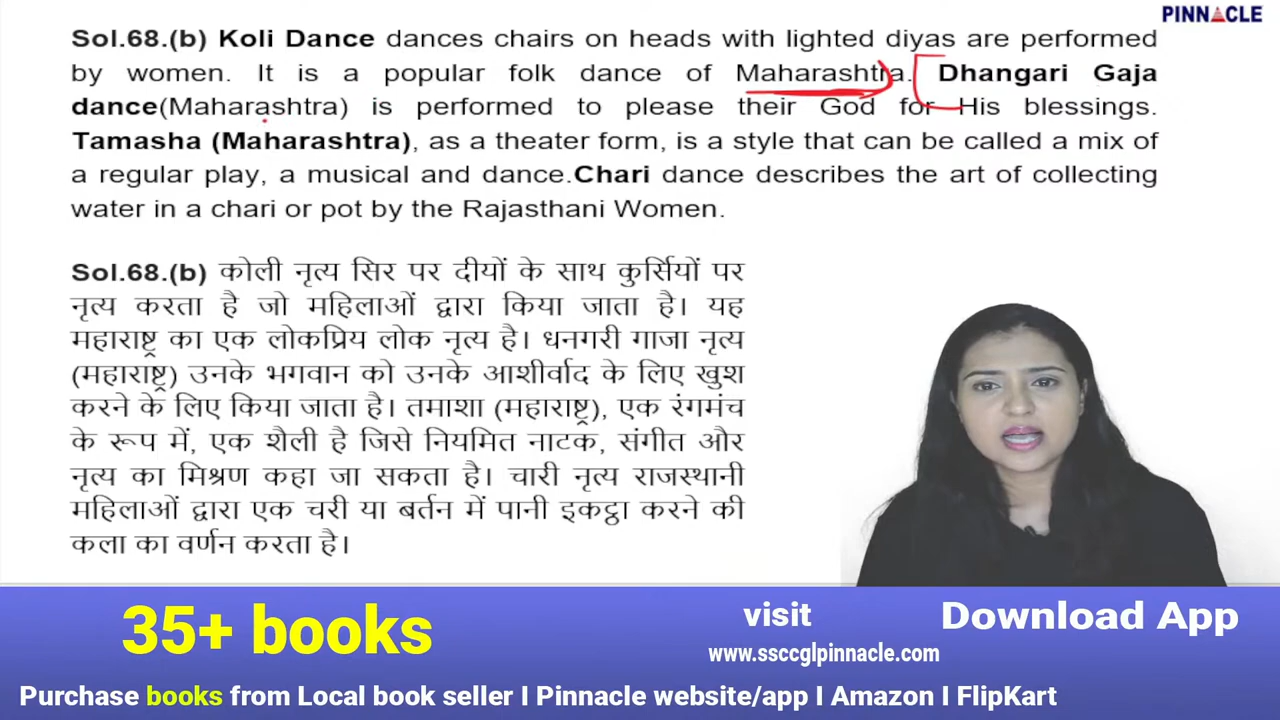 PINNACLE
Sol.68.(b) Koli Dance dances chairs on heads with lighted diyas are performed
by women. It is a popular folk dance of Maharashtra. Dhangari Gaja
dance(Maharashtra) is performed to please their God for His blessings.
Tamasha (Maharashtra), as a theater form, is a style that can be called a mix of
a regular play, a musical and dance.Chari dance describes the art of collecting
water in a chari or pot by the Rajasthani Women.
Sol.68.(b) कोली नृत्य सिर पर दीयों के साथ कुर्सियों पर
नृत्य करता है जो महिलाओं द्वारा किया जाता है। यह
महाराष्ट्र का एक लोकप्रिय लोक नृत्य है। धनगरी गाजा नृत्य
(महाराष्ट्र) उनके भगवान को उनके आशीर्वाद के लिए खुश
करने के लिए किया जाता है। तमाशा (महाराष्ट्र), एक रंगमंच
के रूप में, एक शैली है जिसे नियमित नाटक, संगीत और
नृत्य का मिश्रण कहा जा सकता है। चारी नृत्य राजस्थानी
महिलाओं द्वारा एक चरी या बर्तन में पानी इकट्ठा करने की
कला का वर्णन करता है।
35+ books
visit
www.ssccglpinnacle.com
Download App
Purchase books from Local book seller I Pinnacle website/app I Amazon I FlipKart